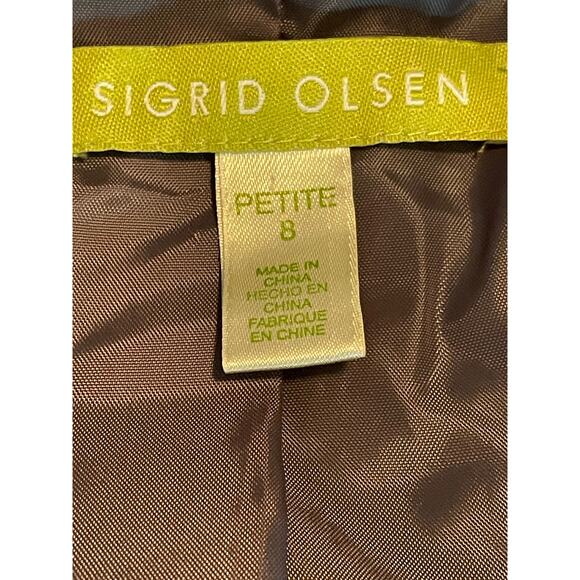 SIGRID OLSEN
PETITE
8
MADE IN
CHINA
HECHO EN
CHINA
FABRIQUE
EN CHINE